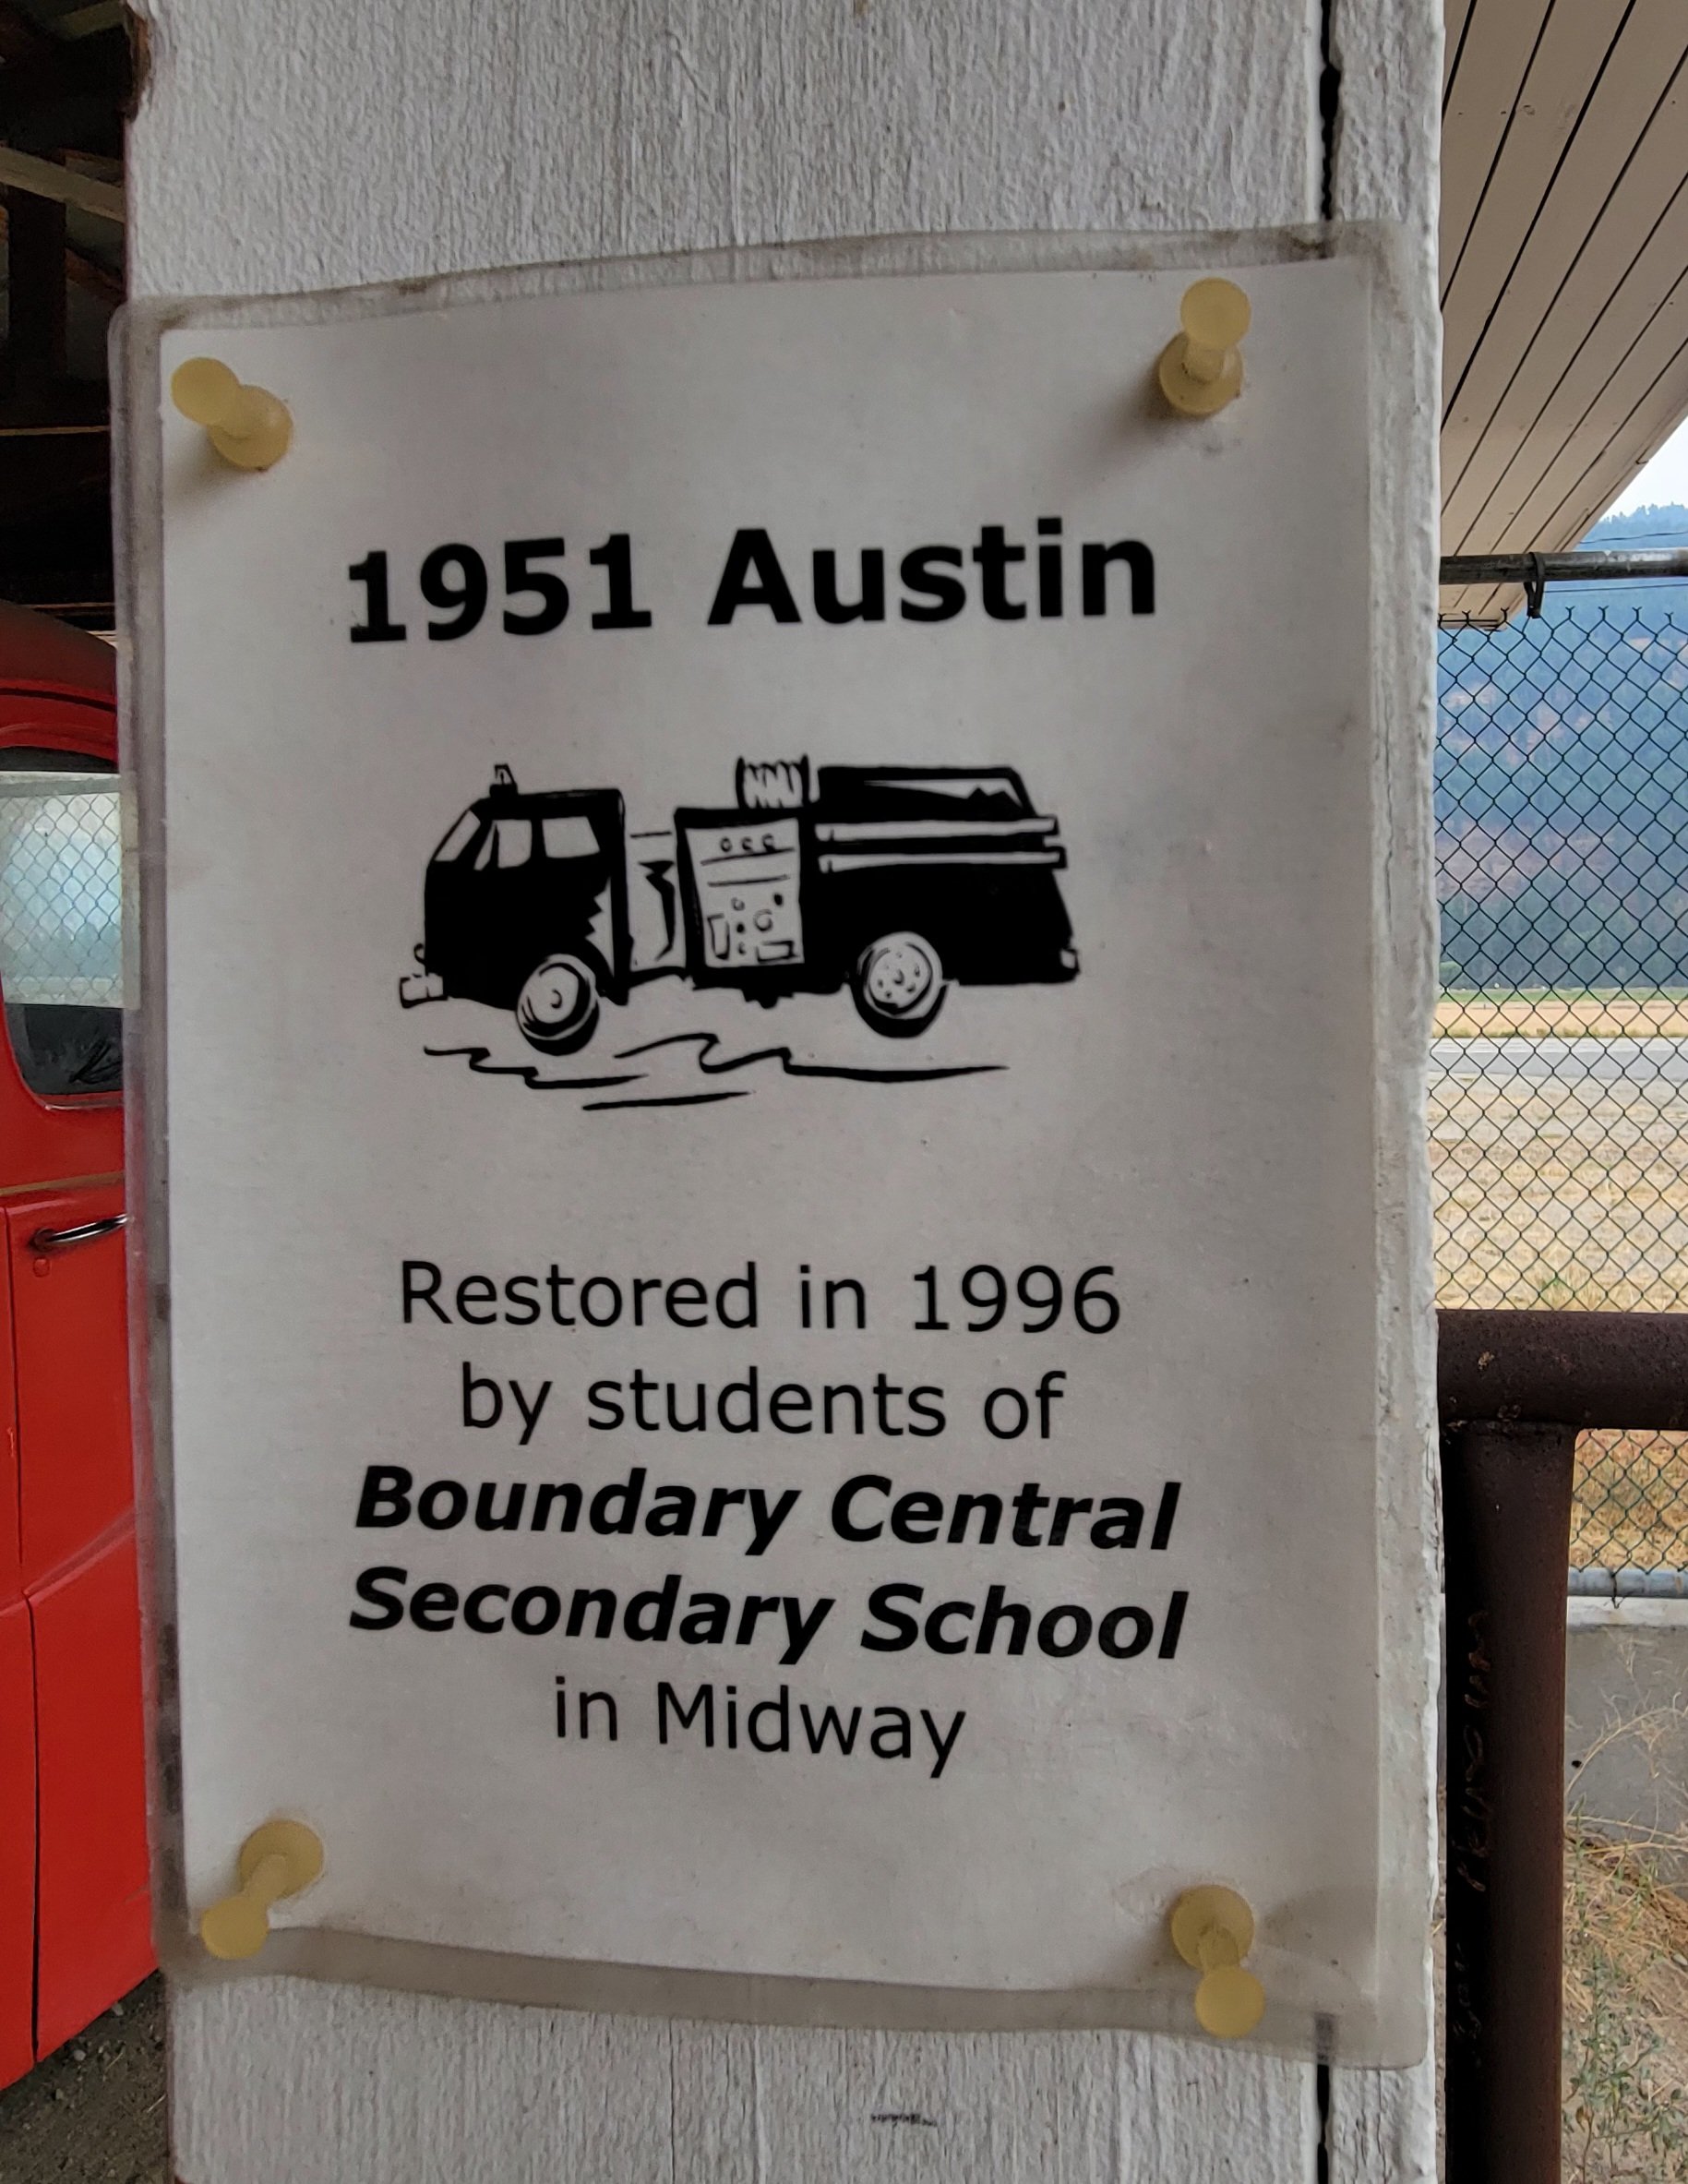 1951 Austin
Restored in 1996
by students of
Boundary Central
Secondary School
in Midway